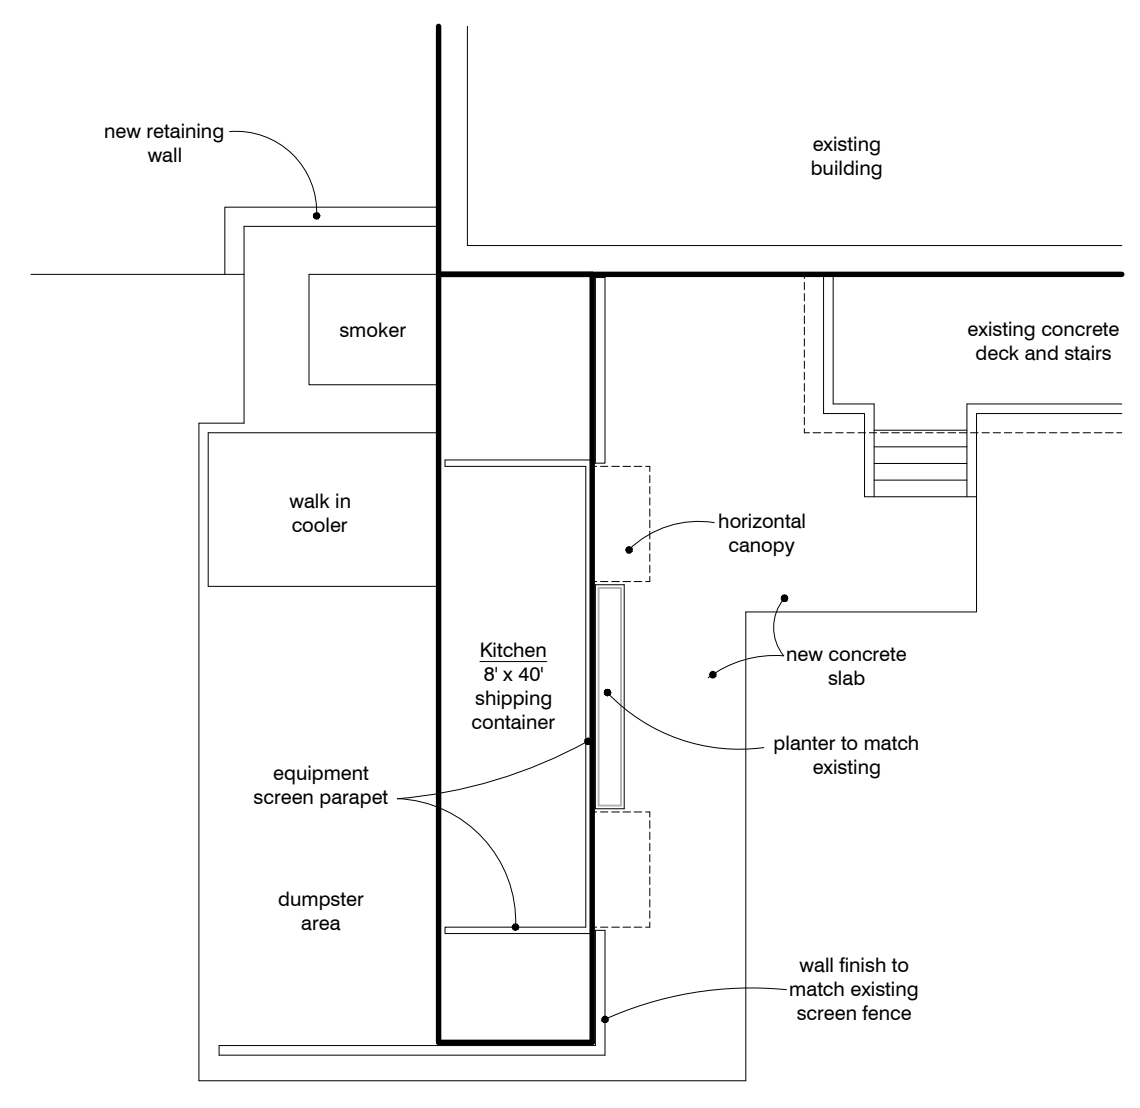 new retaining
wall
existing
building
smoker
existing concrete
deck and stairs
walk in
cooler
horizontal
canopy
Kitchen
8' x 40'
shipping
container
new concrete
slab
planter to match
existing
equipment
screen parapet
dumpster
area
wall finish to
match existing
screen fence